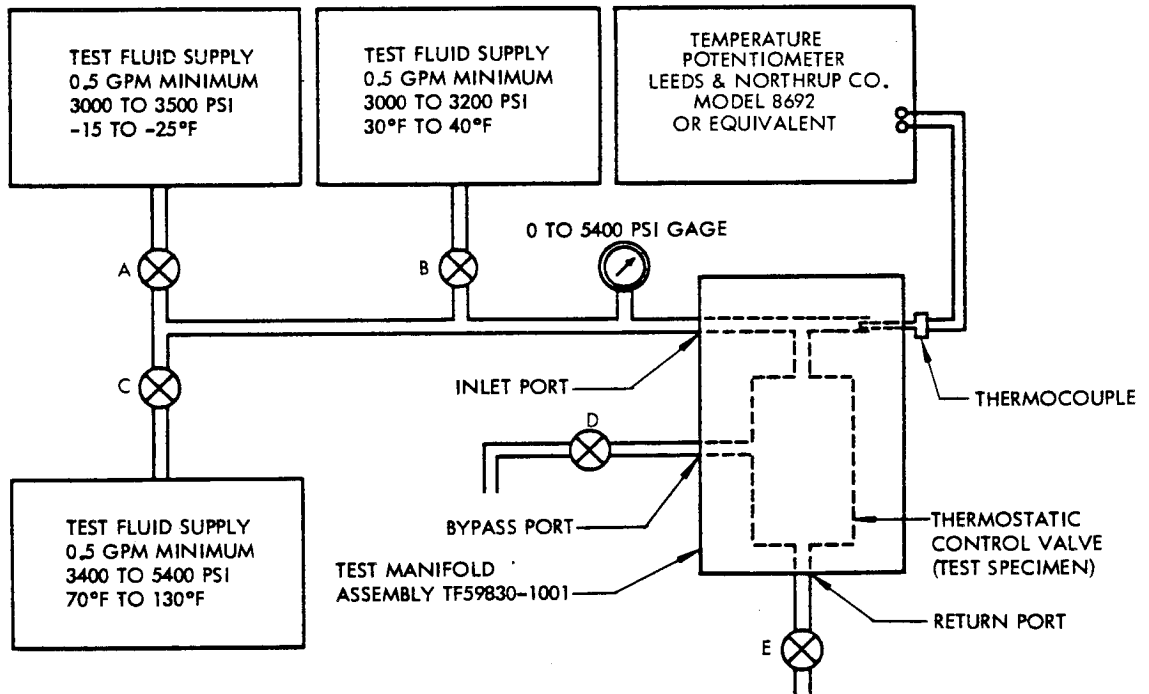 TEST FLUID SUPPLY
0.5 GPM MINIMUM
3000 TO 3500 PSI
-15 TO -25°F
TEST FLUID SUPPLY
0.5 GPM MINIMUM
3000 TO 3200 PSI
30°F TO 40°F
TEMPERATURE
POTENTIOMETER
LEEDS & NORTHRUP CO.
MODEL 8692
OR EQUIVALENT
0 TO 5400 PSI GAGE
A
B
C
INLET PORT
THERMOCOUPLE
D
BYPASS PORT
TEST FLUID SUPPLY
0.5 GPM MINIMUM
3400 TO 5400 PSI
70°F TO 130°F
TEST MANIFOLD
ASSEMBLY TF59830-1001
THERMOSTATIC
CONTROL VALVE
(TEST SPECIMEN)
RETURN PORT
E